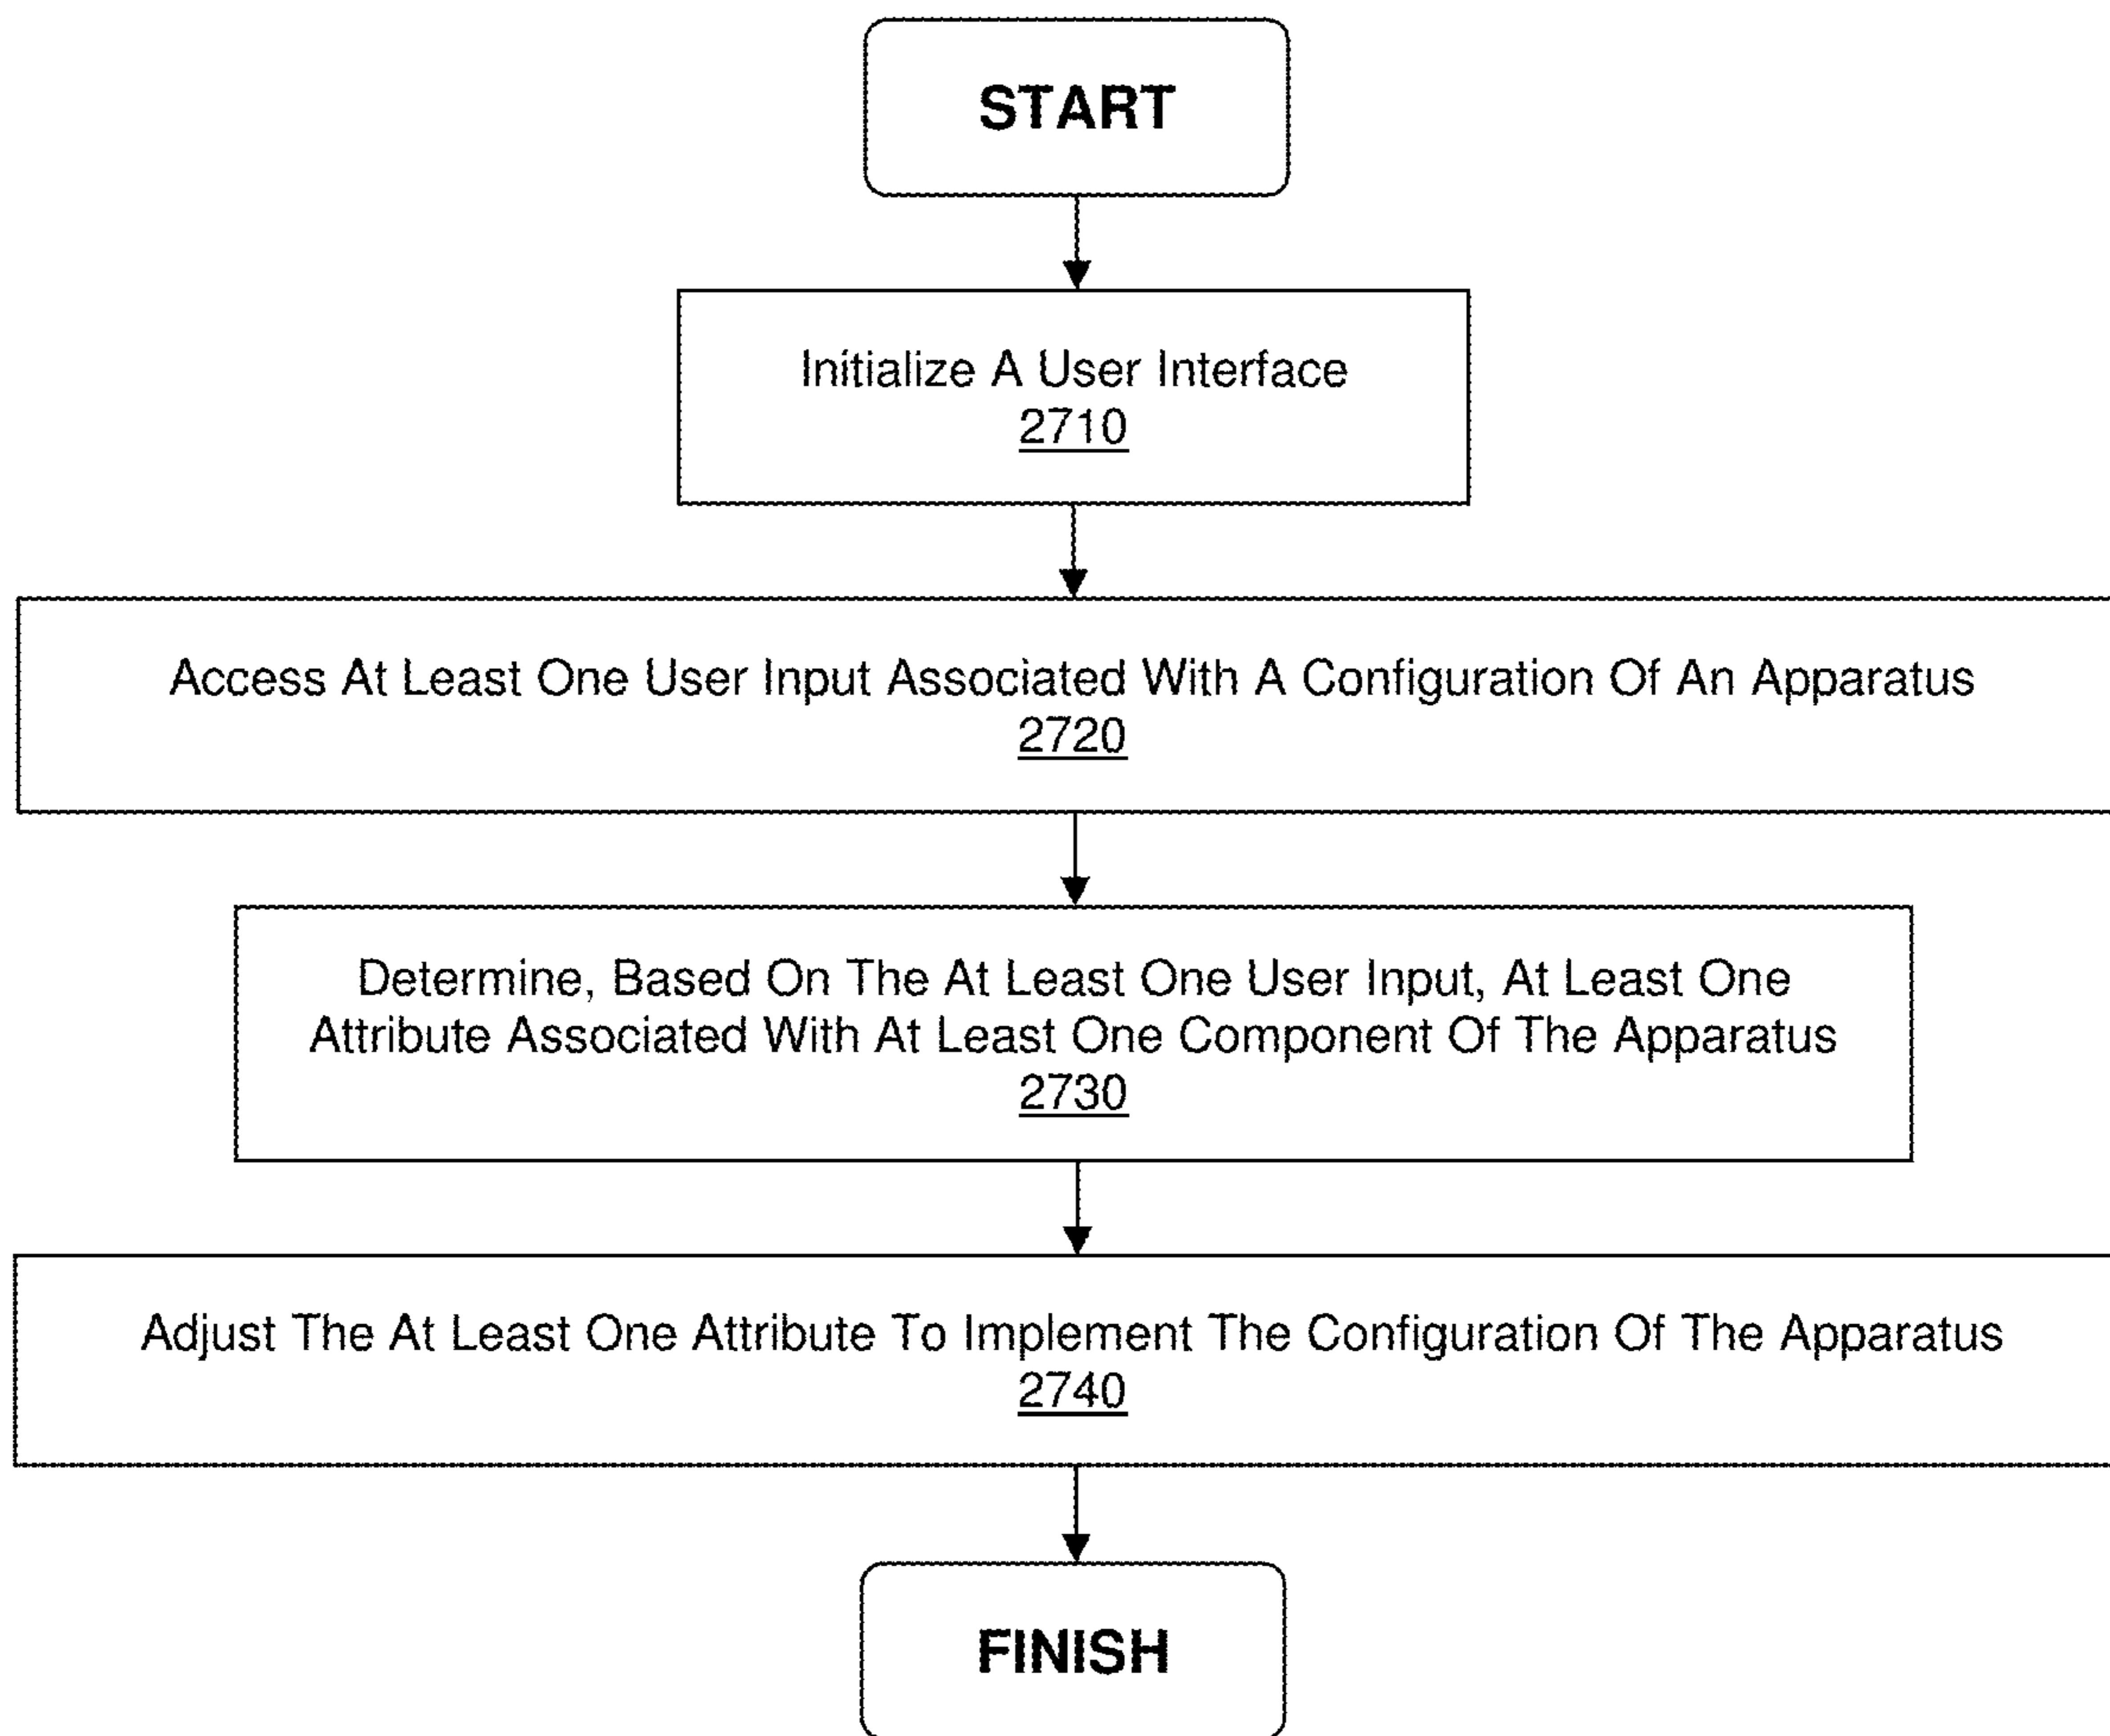 START
Initialize A User Interface
2710
Access At Least One User Input Associated With A Configuration Of An Apparatus
2720
Determine, Based On The At Least One User Input, At Least One
Attribute Associated With At Least One Component Of The Apparatus
2730
Adjust The At Least One Attribute To Implement The Configuration Of The Apparatus
2740
FINISH